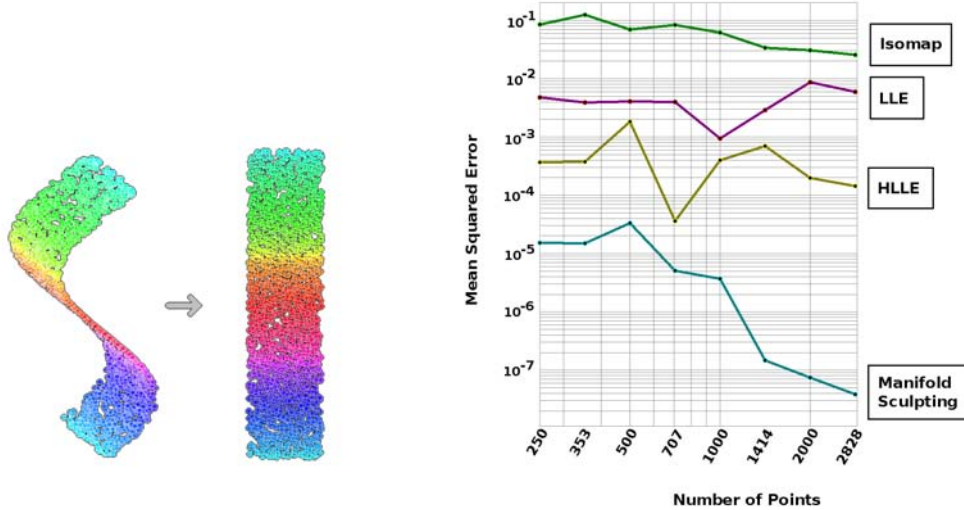 10-1
10-2
10-3
10-4
10-5
10-6
10-7
Mean Squared Error
250
353
500
707
1000
1414
2000
2828
Number of Points
Isomap
LLE
HLLE
Manifold
Sculpting